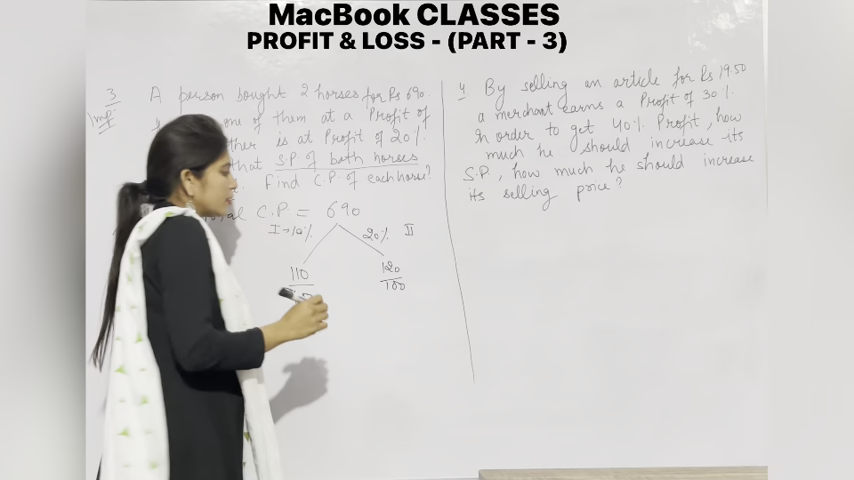 MacBook CLASSES
PROFIT & LOSS - (PART - 3)
3 A person bought 2 horses for Rs 690.
Imp: one of them at a Profit of
other is at Profit of 20%.
that S.P. of both horses
Find C.P. of each horse?
C.P = 690
I→10% 20% II
110 120
100
4 By selling an article for Rs 1950
a merchant earns a Profit of 30%.
In order to get 40% Profit, how
much he should increase its
S.P, how much he should increase
its selling price?